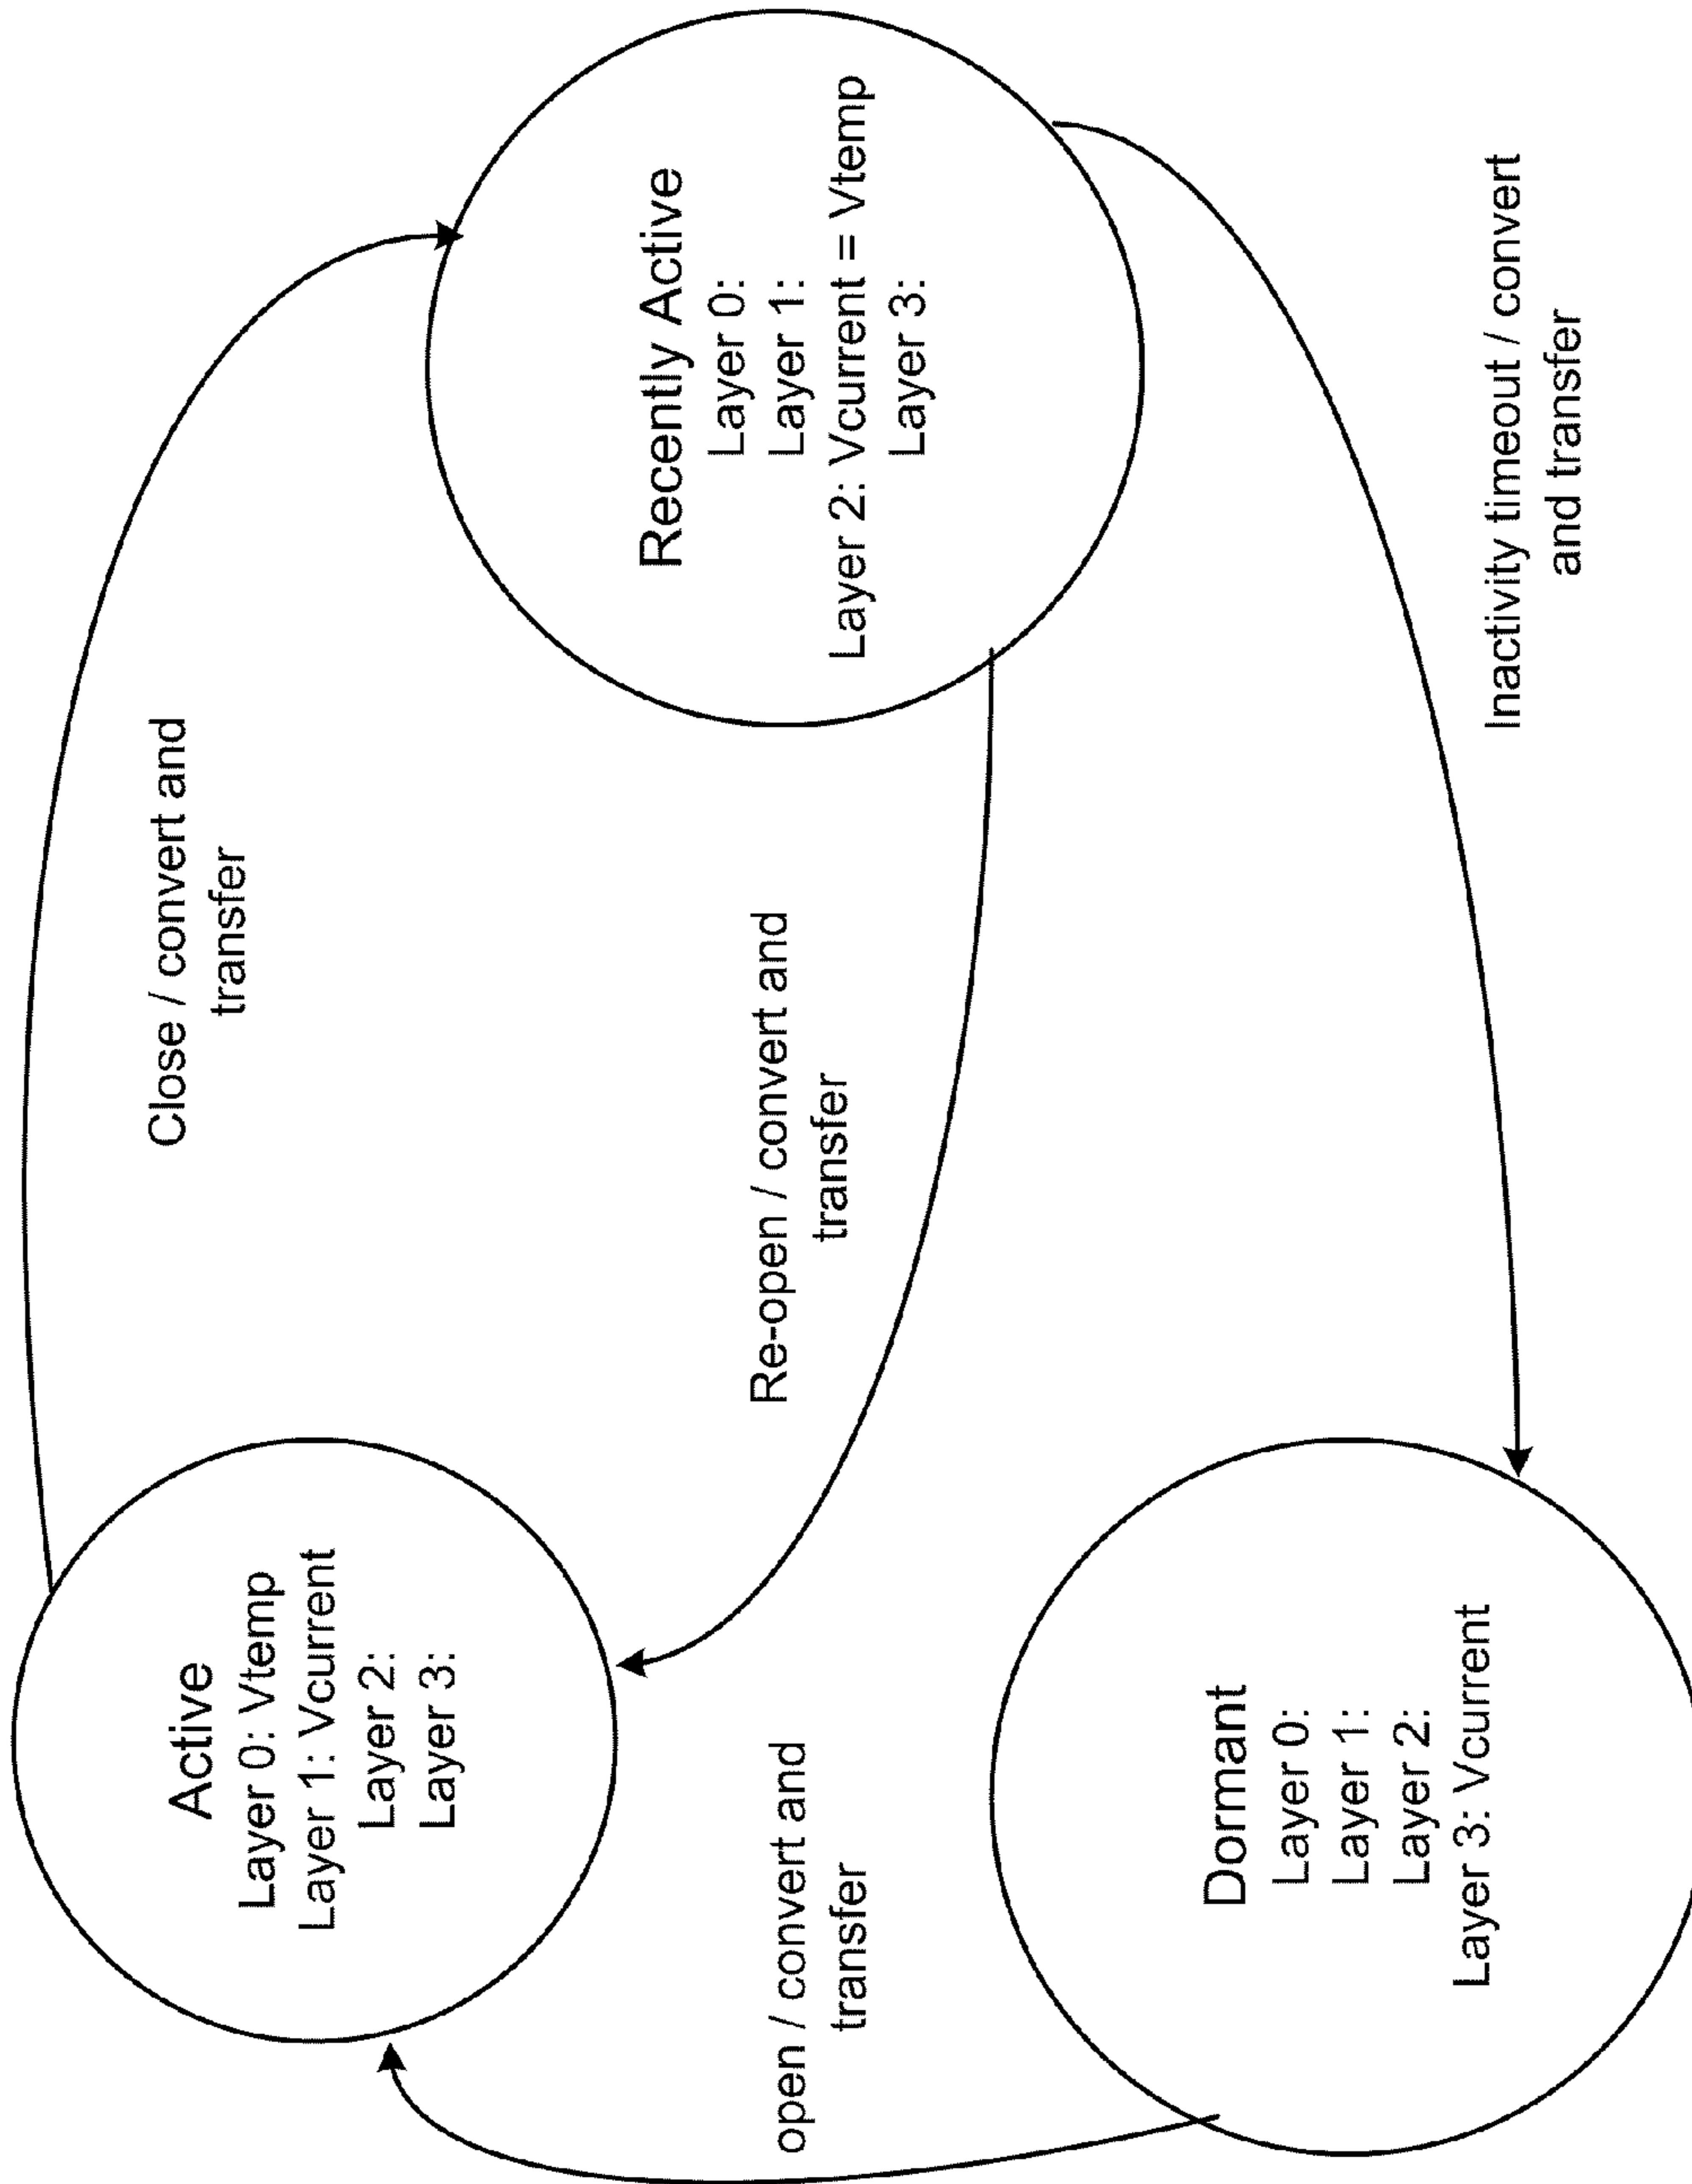 Close / convert and
transfer
Active
Layer 0: Vtemp
Layer 1: Vcurrent
Layer 2:
Layer 3:
Recently Active
Layer 0:
Layer 1:
Layer 2: Vcurrent = Vtemp
Layer 3:
Re-open / convert and
transfer
open / convert and
transfer
Dormant
Layer 0:
Layer 1:
Layer 2:
Layer 3: Vcurrent
Inactivity timeout / convert
and transfer